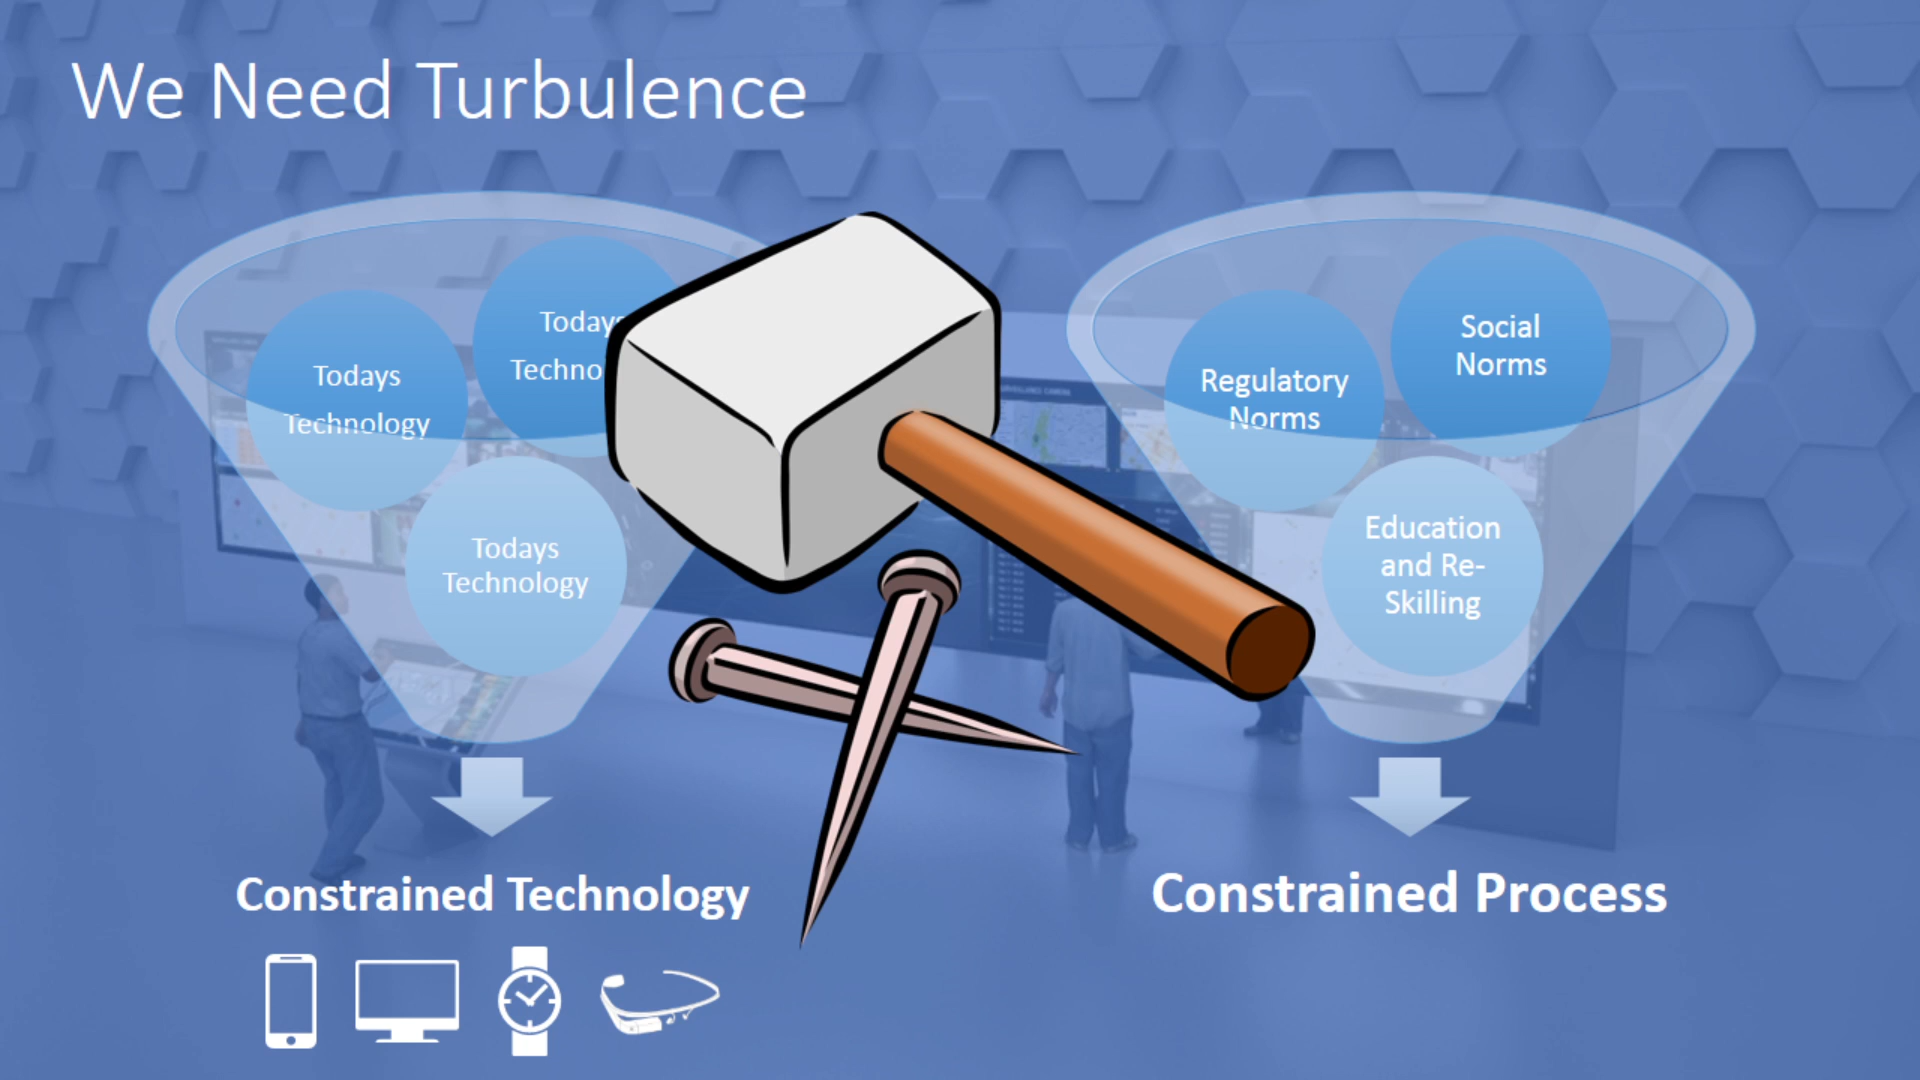 We Need Turbulence
Todays
Technology
Todays
Techno
Todays
Technology
Regulatory
Norms
Social
Norms
Education
and Re-
Skilling
Constrained Technology
Constrained Process